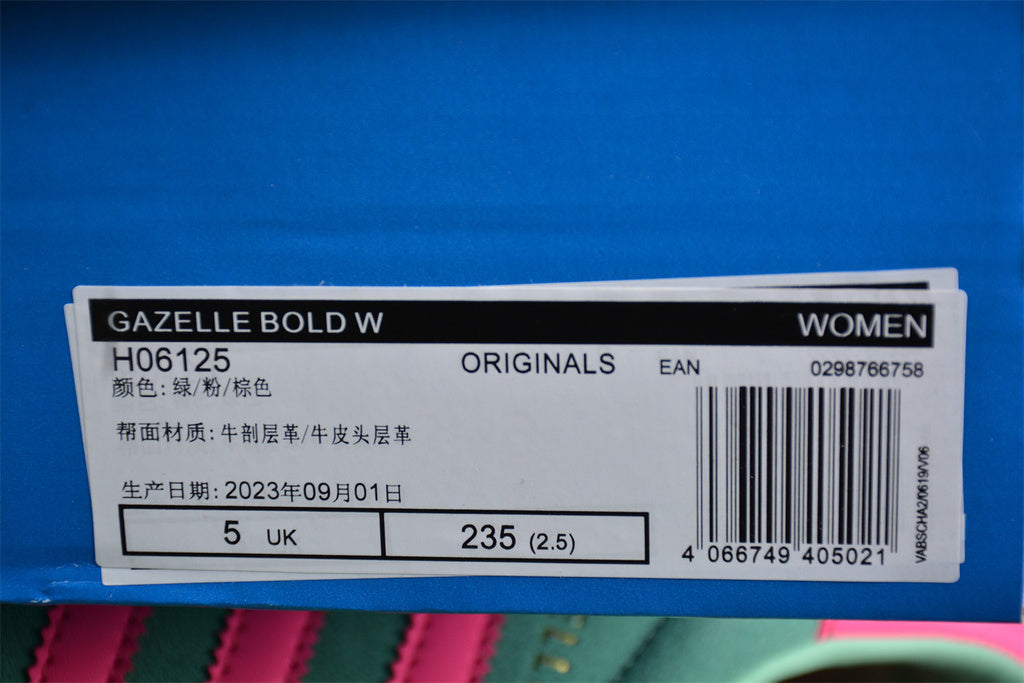 GAZELLE BOLD W WOMEN
H06125 ORIGINALS EAN 0298766758
颜色: 绿/粉/棕色
帮面材质: 牛剖层革/牛皮头层革
生产日期: 2023年09月01日
5 UK 235 (2.5)
4 066749 405021
VABSCHA2/0619/V06